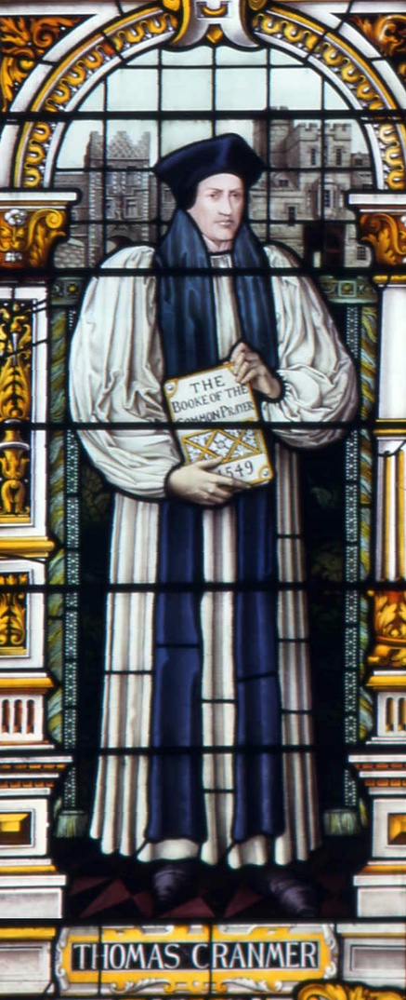 THE
BOOKE OF THE
COMMON PRAYER
1549
THOMAS CRANMER